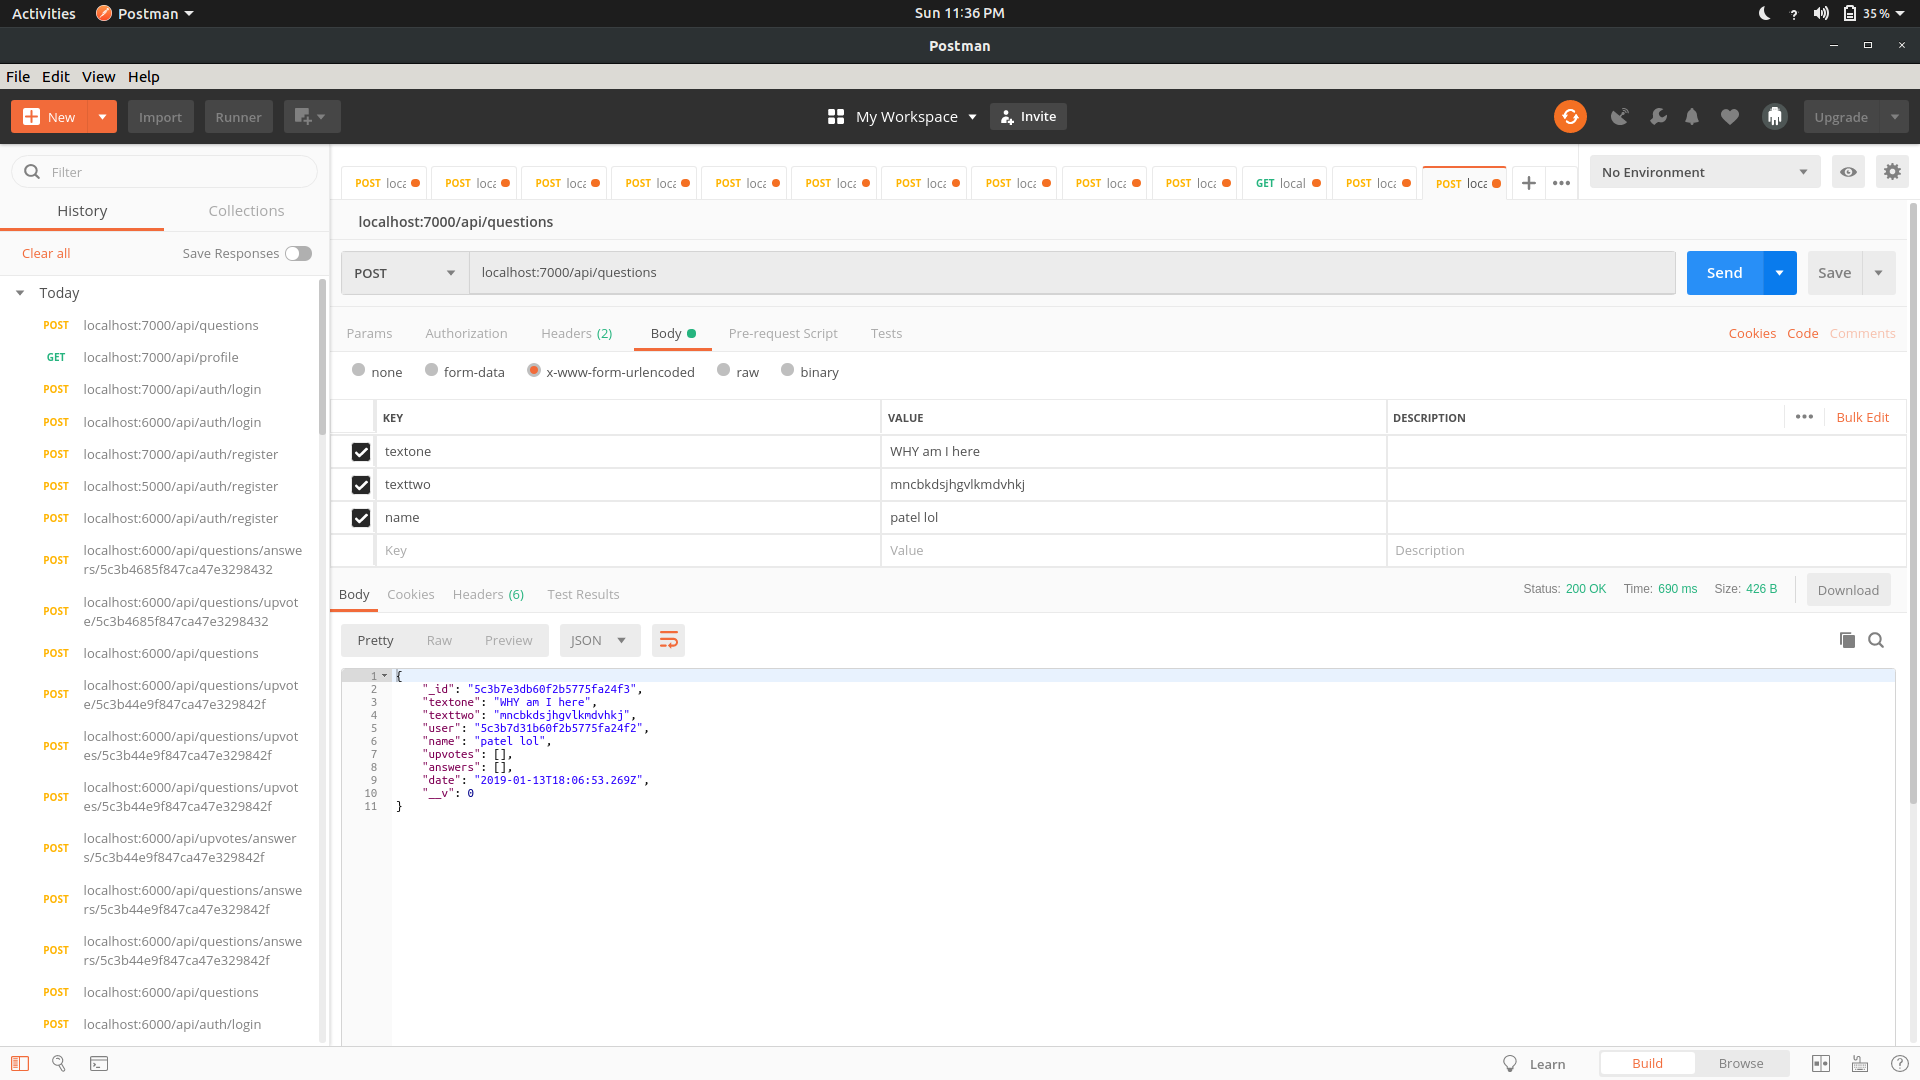 Activities Postman Sun 11:36 PM ? 35 %
Postman
File Edit View Help
New Import Runner My Workspace Invite Upgrade
Filter
History Collections
Clear all Save Responses
Today
POST localhost:7000/api/questions
GET localhost:7000/api/profile
POST localhost:7000/api/auth/login
POST localhost:6000/api/auth/login
POST localhost:7000/api/auth/register
POST localhost:5000/api/auth/register
POST localhost:6000/api/auth/register
POST localhost:6000/api/questions/answe
rs/5c3b4685f847ca47e3298432
POST localhost:6000/api/questions/upvot
e/5c3b4685f847ca47e3298432
POST localhost:6000/api/questions
POST localhost:6000/api/questions/upvot
e/5c3b44e9f847ca47e329842f
POST localhost:6000/api/questions/upvot
es/5c3b44e9f847ca47e329842f
POST localhost:6000/api/questions/upvot
es/5c3b44e9f847ca47e329842f
POST localhost:6000/api/upvotes/answer
s/5c3b44e9f847ca47e329842f
POST localhost:6000/api/questions/answe
rs/5c3b44e9f847ca47e329842f
POST localhost:6000/api/questions/answe
rs/5c3b44e9f847ca47e329842f
POST localhost:6000/api/questions
POST localhost:6000/api/auth/login
POST loca POST loca POST loca POST loca POST loca POST loca POST loca POST loca POST loca POST loca GET local POST loca POST loca + ••• No Environment
localhost:7000/api/questions
POST localhost:7000/api/questions Send Save
Params Authorization Headers (2) Body Pre-request Script Tests Cookies Code Comments
none form-data x-www-form-urlencoded raw binary
KEY VALUE DESCRIPTION ••• Bulk Edit
textone WHY am I here
texttwo mncbkdsjhgvlkmdvhkj
name patel lol
Key Value Description
Body Cookies Headers (6) Test Results Status: 200 OK Time: 690 ms Size: 426 B Download
Pretty Raw Preview JSON
1 {
2 "_id": "5c3b7e3db60f2b5775fa24f3",
3 "textone": "WHY am I here",
4 "texttwo": "mncbkdsjhgvlkmdvhkj",
5 "user": "5c3b7d31b60f2b5775fa24f2",
6 "name": "patel lol",
7 "upvotes": [],
8 "answers": [],
9 "date": "2019-01-13T18:06:53.269Z",
10 "__v": 0
11 }
Learn Build Browse ?